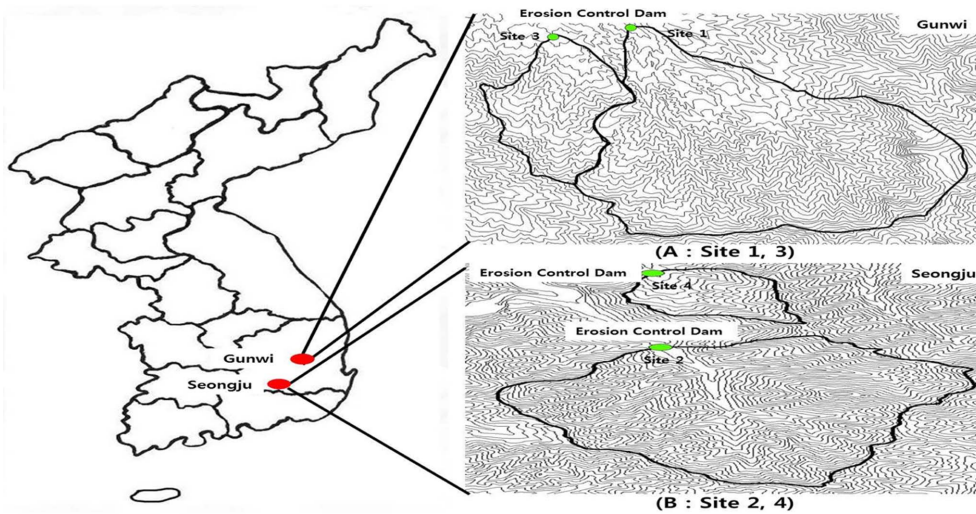 Gunwi
Seongju
Erosion Control Dam
Gunwi
Site 3
Site 1
(A : Site 1, 3)
Erosion Control Dam
Seongju
Site 4
Erosion Control Dam
Site 2
(B : Site 2, 4)